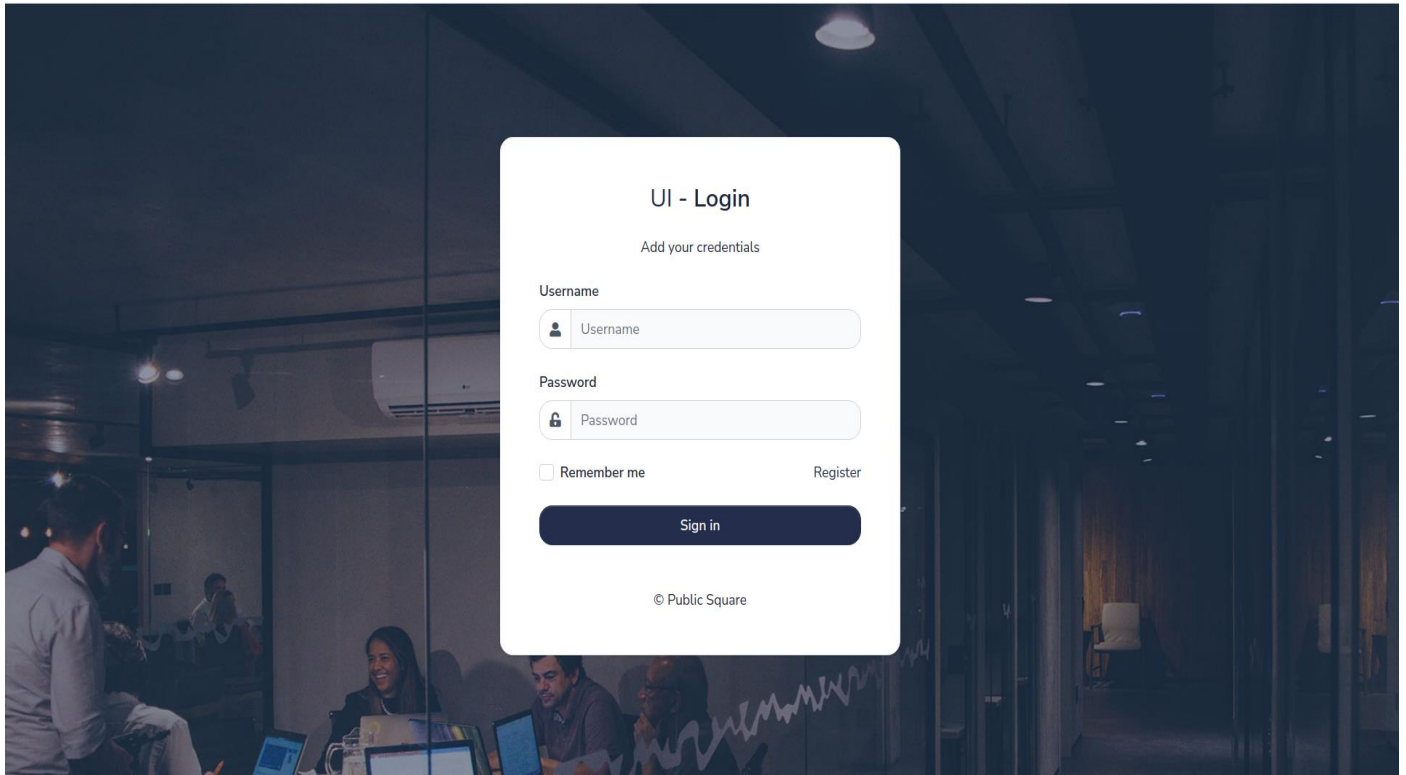 UI - Login
Add your credentials
Username
Username
Password
Password
Remember me
Register
Sign in
© Public Square